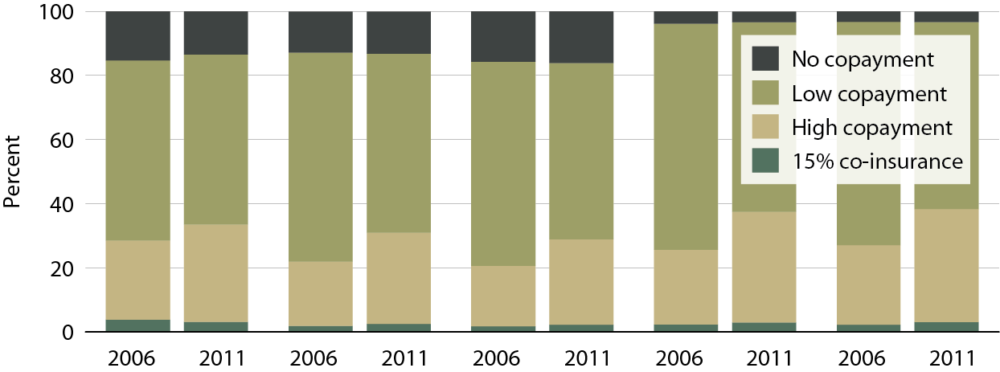 100
80
60
40
20
0
Percent
No copayment
Low copayment
High copayment
15% co-insurance
2006 2011 2006 2011 2006 2011 2006 2011 2006 2011